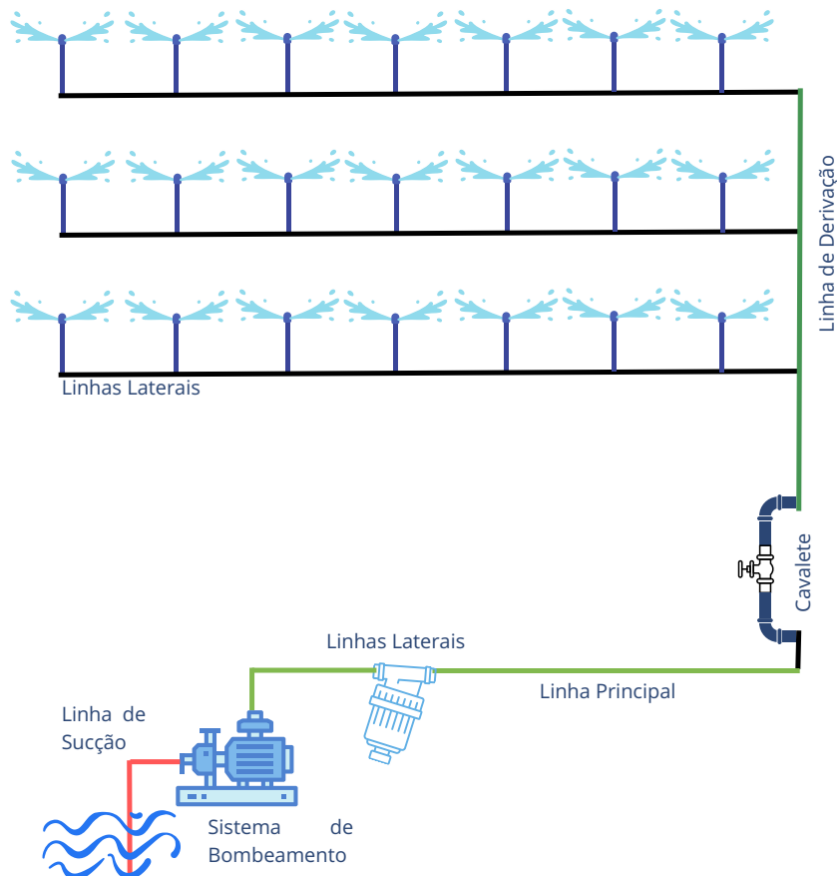 Linha de Derivação
Linhas Laterais
Cavalete
Linhas Laterais
Linha Principal
Linha de
Sucção
Sistema de
Bombeamento